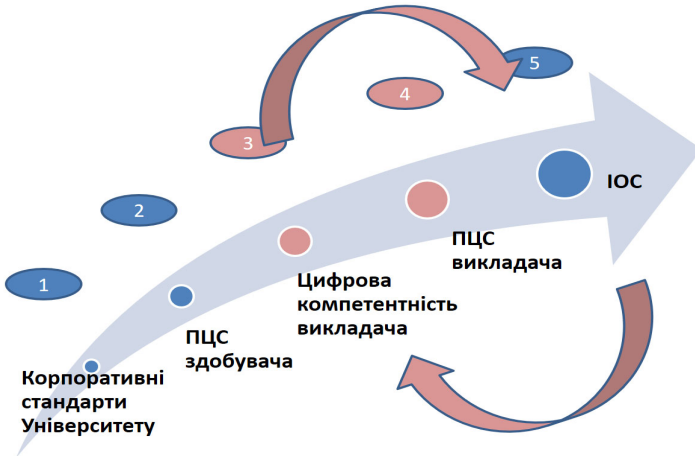 1
2
3
4
5
Корпоративні
стандарти
Університету
ПЦС
здобувача
Цифрова
компетентність
викладача
ПЦС
викладача
ІОС